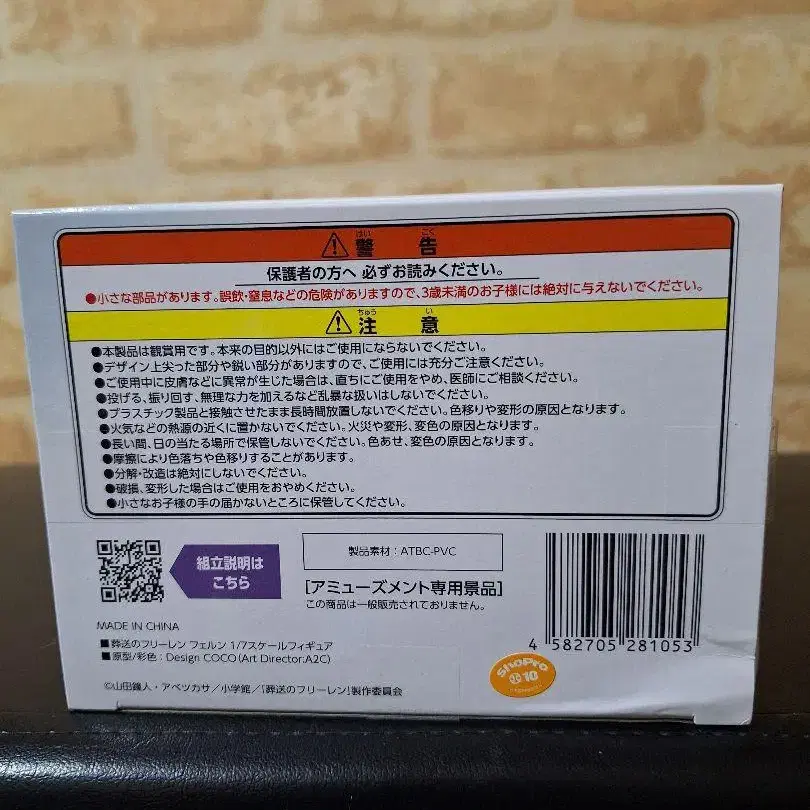 警告
保護者の方へ 必ずお読みください。
●小さな部品があります。誤飲・窒息などの危険がありますので、3歳未満のお子様には絶対に与えないでください。
注意
●本製品は観賞用です。本来の目的以外にはご使用にならないでください。
●デザイン上尖った部分や鋭い部分がありますので、ご使用には充分ご注意ください。
●ご使用中に皮膚などに異常が生じた場合は、直ちにご使用をやめ、医師にご相談ください。
●投げる、振り回す、無理な力を加えるなど乱暴な扱いはしないでください。
●プラスチック製品と接触させたまま長時間放置しないでください。色移りや変形の原因となります。
●火気などの熱源の近くに置かないでください。火災や変形、変色の原因となります。
●長い間、日の当たる場所で保管しないでください。色あせ、変色の原因となります。
●摩擦により色落ちや色移りすることがあります。
●分解・改造は絶対にしないでください。
●破損、変形した場合はご使用をおやめください。
●小さなお子様の手の届かないところに保管してください。
組立説明は
こちら
製品素材：ATBC-PVC
[アミューズメント専用景品]
この商品は一般販売されておりません。
MADE IN CHINA
■葬送のフリーレン フェルン 1/7スケールフィギュア
■原型/彩色：Design COCO(Art Director:A2C)
©山田鐘人・アベツカサ／小学館／「葬送のフリーレン」製作委員会
4 582705 281053
ShoPro
10